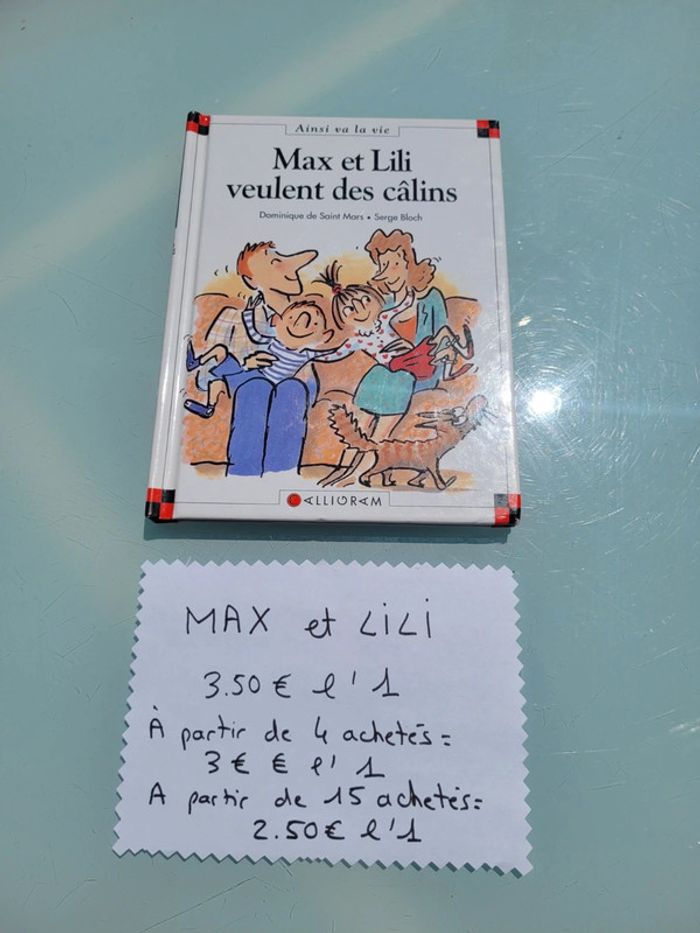 Ainsi va la vie
Max et Lili
veulent des câlins
Dominique de Saint Mars • Serge Bloch
CALLIGRAM
MAX et LILI
3.50 € l'1
À partir de 4 achetés =
3 € € l'1
A partir de 15 achetés =
2.50 € l'1